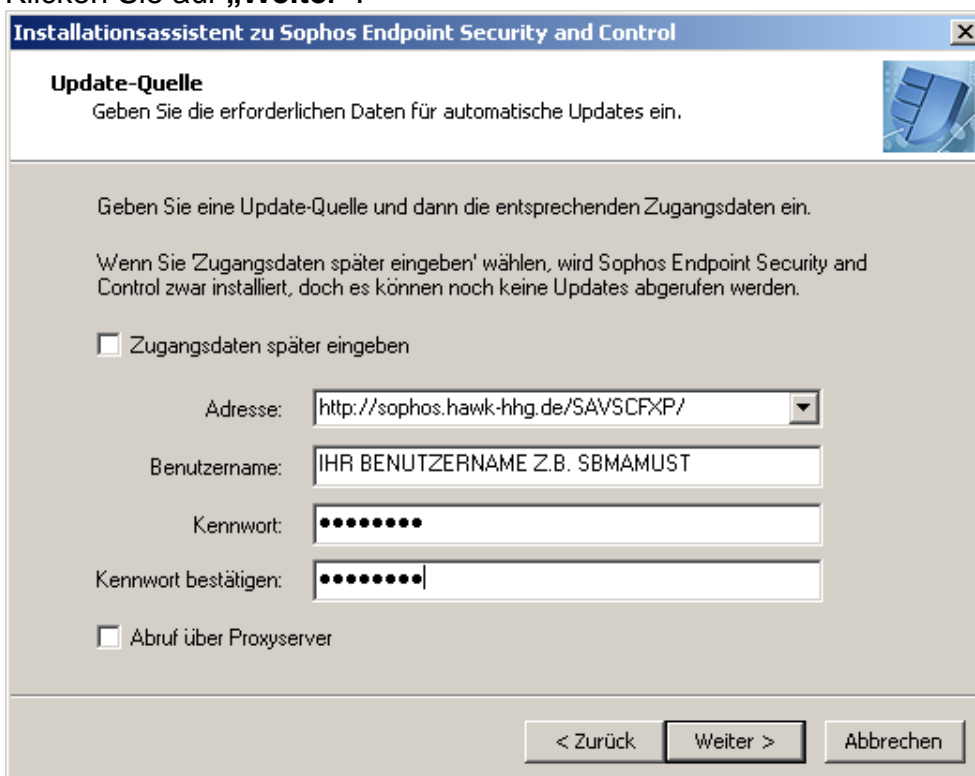 Klicken Sie auf „Weiter“.
Installationsassistent zu Sophos Endpoint Security and Control
Update-Quelle
Geben Sie die erforderlichen Daten für automatische Updates ein.
Geben Sie eine Update-Quelle und dann die entsprechenden Zugangsdaten ein.
Wenn Sie 'Zugangsdaten später eingeben' wählen, wird Sophos Endpoint Security and
Control zwar installiert, doch es können noch keine Updates abgerufen werden.
Zugangsdaten später eingeben
Adresse: http://sophos.hawk-hhg.de/SAVSCFXP/
Benutzername: IHR BENUTZERNAME Z.B. SBMAMUST
Kennwort: ●●●●●●●●
Kennwort bestätigen: ●●●●●●●●
Abruf über Proxyserver
< Zurück Weiter > Abbrechen